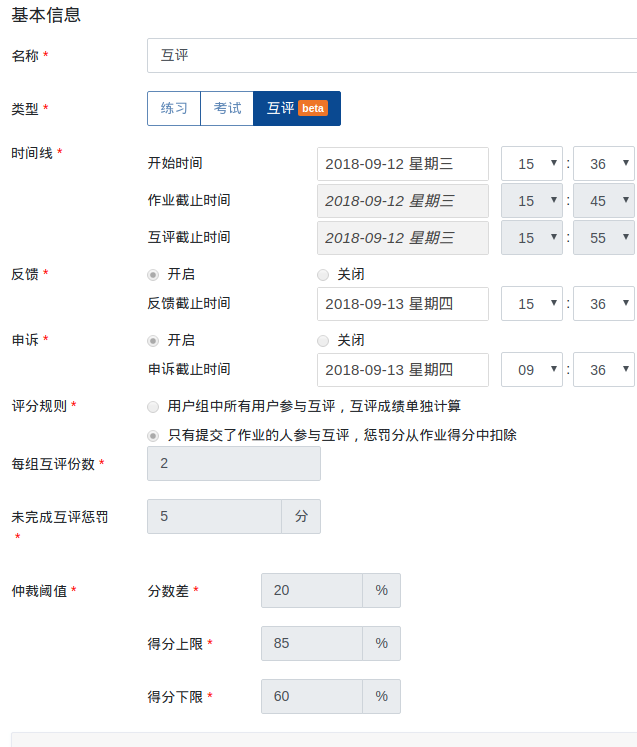 基本信息
名称 * 互评
类型 * 练习 考试 互评 beta
时间线 * 开始时间 2018-09-12 星期三 15 : 36
作业截止时间 2018-09-12 星期三 15 : 45
互评截止时间 2018-09-12 星期三 15 : 55
反馈 * 开启 关闭
反馈截止时间 2018-09-13 星期四 15 : 36
申诉 * 开启 关闭
申诉截止时间 2018-09-13 星期四 09 : 36
评分规则 * 用户组中所有用户参与互评，互评成绩单独计算
只有提交了作业的人参与互评，惩罚分从作业得分中扣除
每组互评份数 * 2
未完成互评惩罚 5 分
*
仲裁阈值 * 分数差 * 20 %
得分上限 * 85 %
得分下限 * 60 %